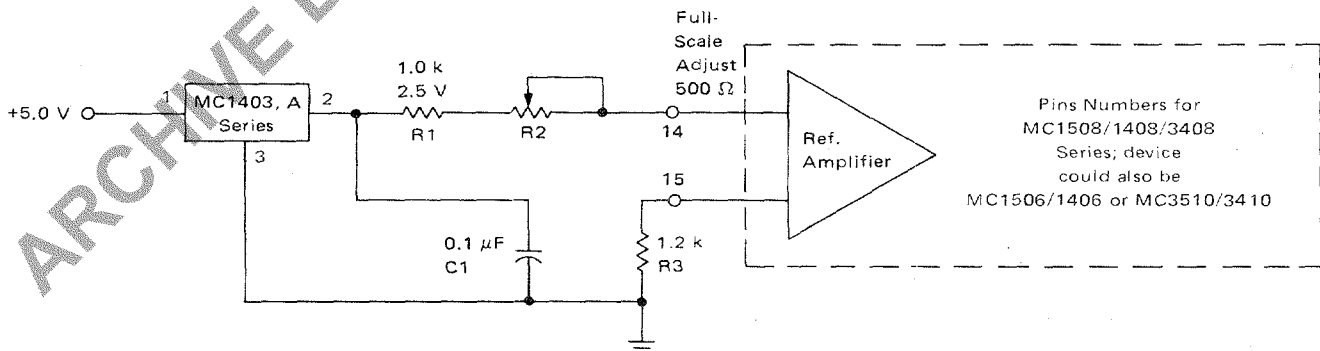 ARCHIVE
+5.0 V
1
MC1403, A
Series
2
3
1.0 k
2.5 V
R1
R2
Full-
Scale
Adjust
500 Ω
14
15
0.1 μF
C1
1.2 k
R3
Ref.
Amplifier
Pins Numbers for
MC1508/1408/3408
Series; device
could also be
MC1506/1406 or MC3510/3410